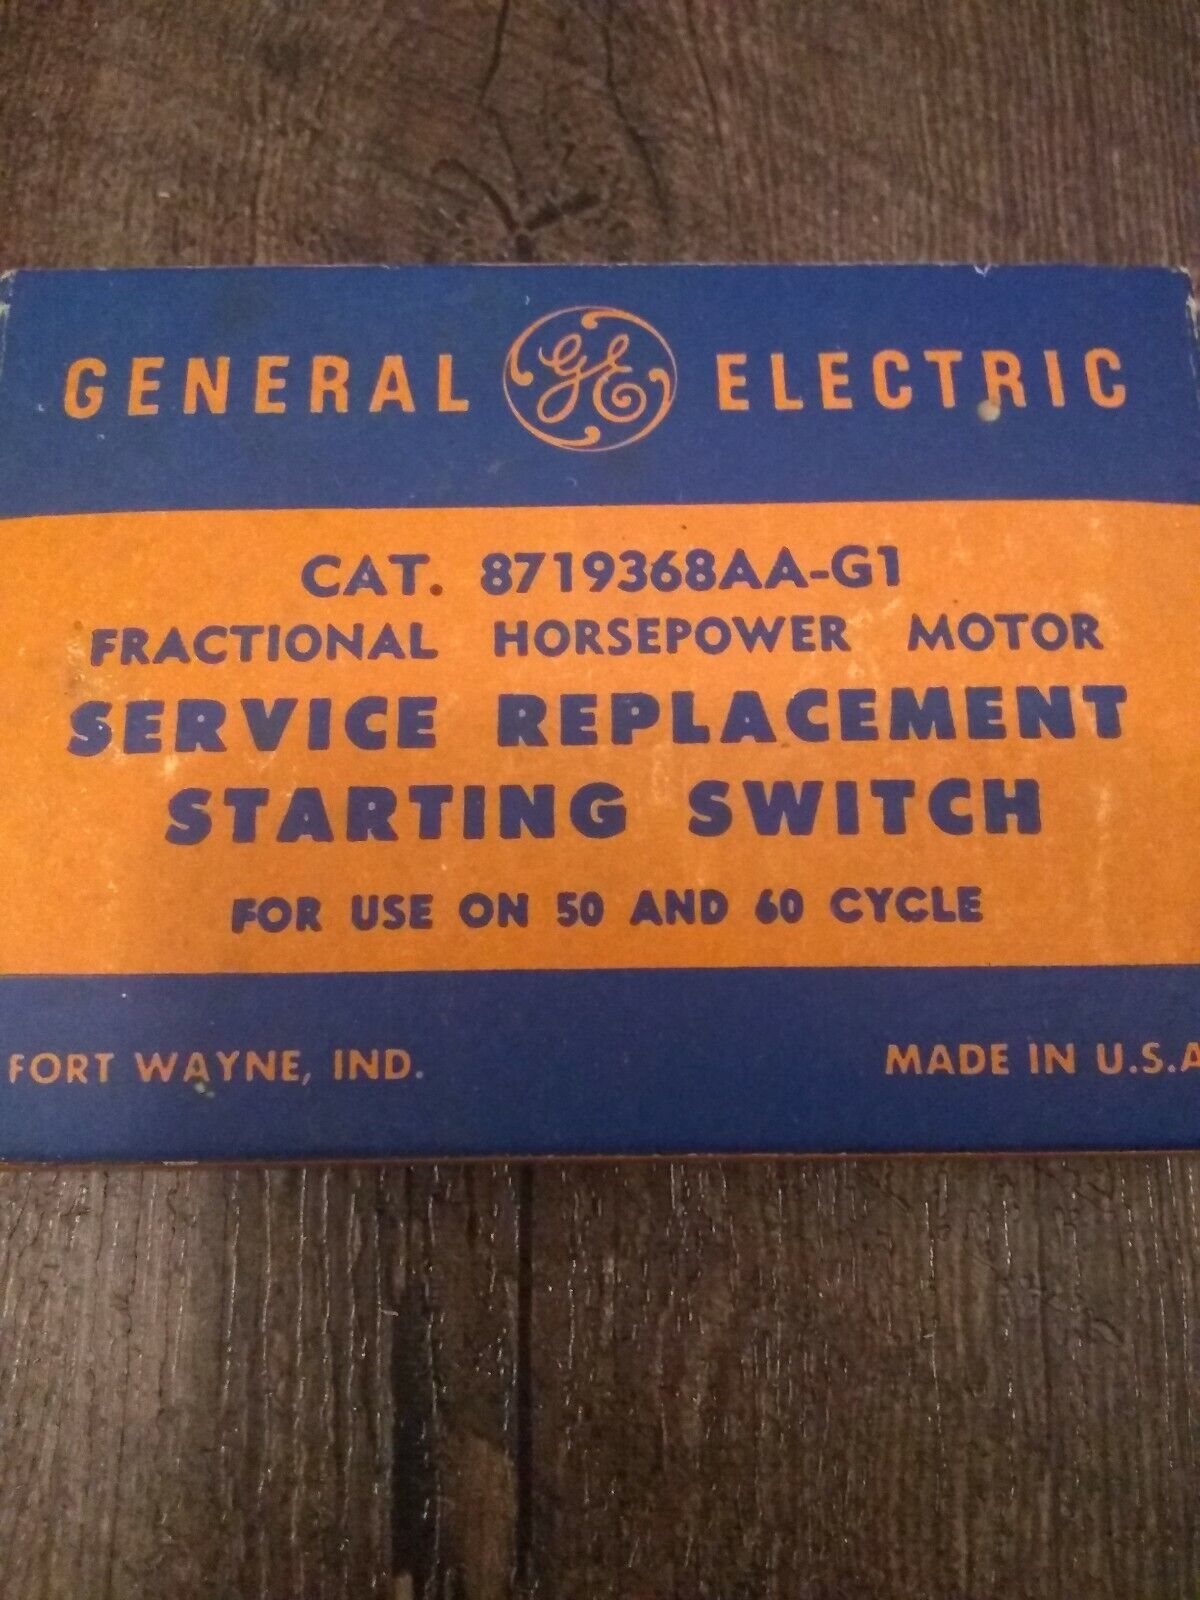 GENERAL GE ELECTRIC
CAT. 8719368AA-G1
FRACTIONAL HORSEPOWER MOTOR
SERVICE REPLACEMENT
STARTING SWITCH
FOR USE ON 50 AND 60 CYCLE
FORT WAYNE, IND. MADE IN U.S.A